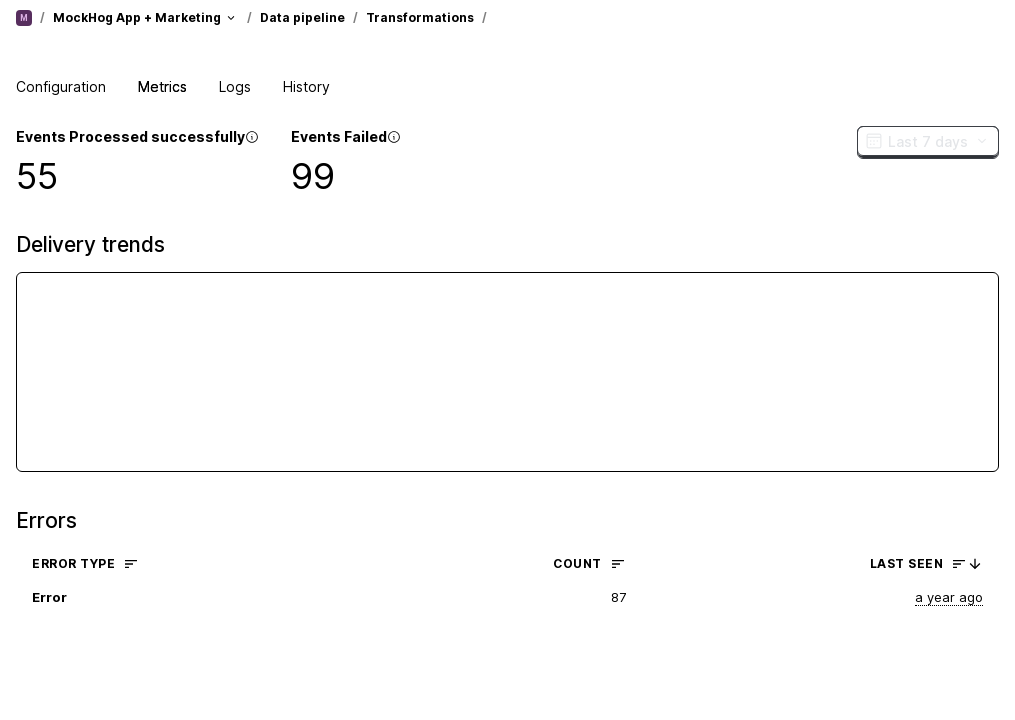 M / MockHog App + Marketing / Data pipeline / Transformations /
Configuration Metrics Logs History
Events Processed successfully Events Failed Last 7 days
55 99
Delivery trends
Errors
ERROR TYPE COUNT LAST SEEN
Error 87 a year ago